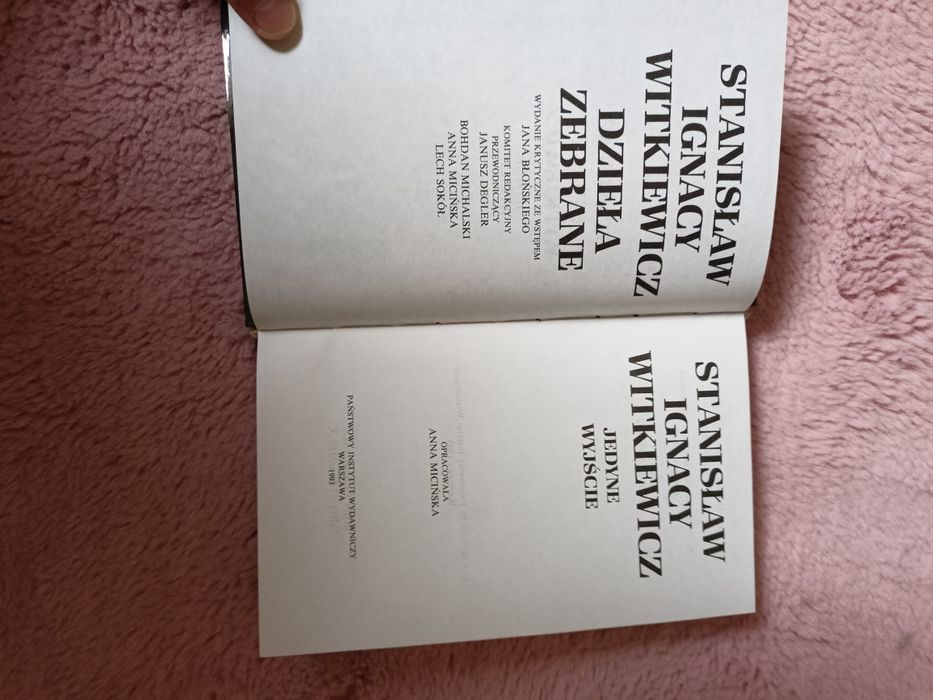 STANISŁAW
IGNACY
WITKIEWICZ
DZIEŁA
ZEBRANE
WYDANIE KRYTYCZNE ZE WSTĘPEM
JANA BŁOŃSKIEGO
KOMITET REDAKCYJNY
PRZEWODNICZĄCY
JANUSZ DEGLER
BOHDAN MICHALSKI
ANNA MICIŃSKA
LECH SOKÓŁ
STANISŁAW
IGNACY
WITKIEWICZ
JEDYNE
WYJŚCIE
OPRACOWAŁA
ANNA MICIŃSKA
PAŃSTWOWY INSTYTUT WYDAWNICZY
WARSZAWA
1993